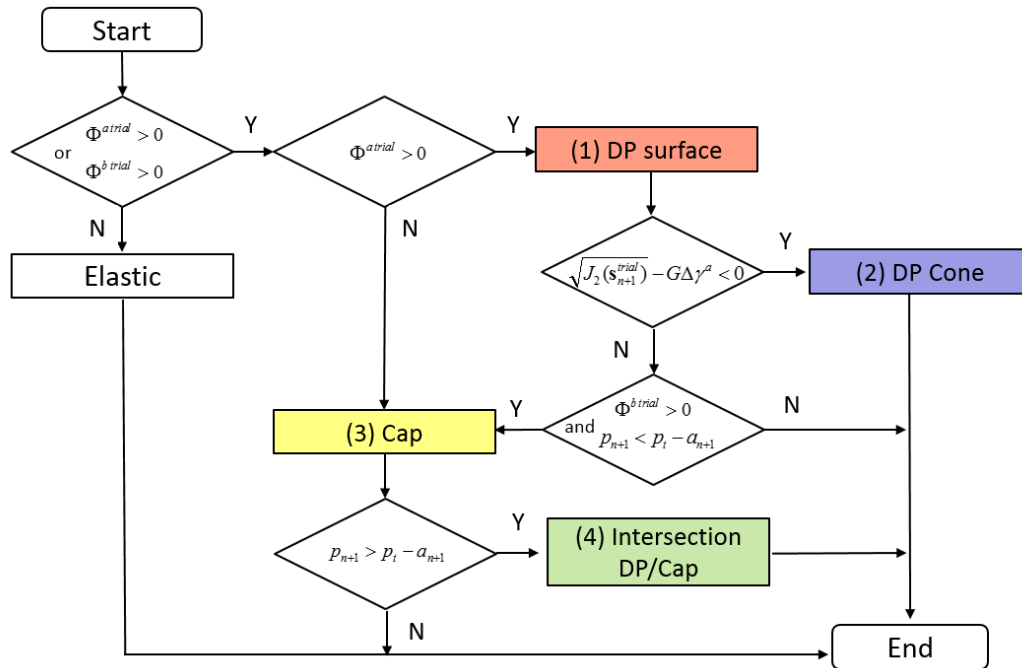 Start
Φ^{a trial} > 0
or
Φ^{b trial} > 0
Y
Φ^{a trial} > 0
Y
(1) DP surface
N
N
Elastic
√J₂(s_{n+1}^{trial}) − GΔγ^a < 0
Y
(2) DP Cone
N
Φ^{b trial} > 0
and
p_{n+1} < p_t − a_{n+1}
Y
N
(3) Cap
p_{n+1} > p_t − a_{n+1}
Y
(4) Intersection
DP/Cap
N
End